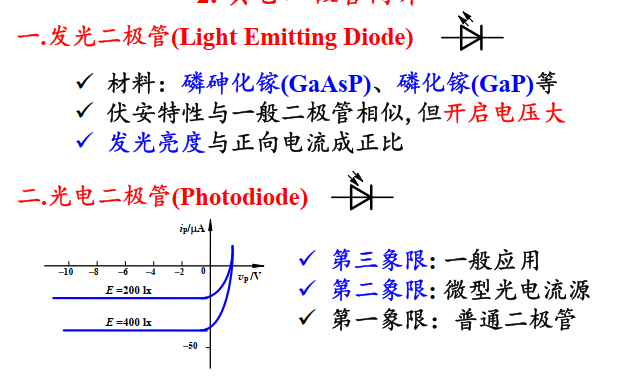 一.发光二极管(Light Emitting Diode)
✓ 材料：磷砷化镓(GaAsP)、磷化镓(GaP)等
✓ 伏安特性与一般二极管相似, 但开启电压大
✓ 发光亮度与正向电流成正比
二.光电二极管(Photodiode)
iP/μA
–10 –8 –6 –4 –2 0
vP/V
E =200 lx
E =400 lx
–50
✓ 第三象限: 一般应用
✓ 第二象限: 微型光电流源
✓ 第一象限：普通二极管